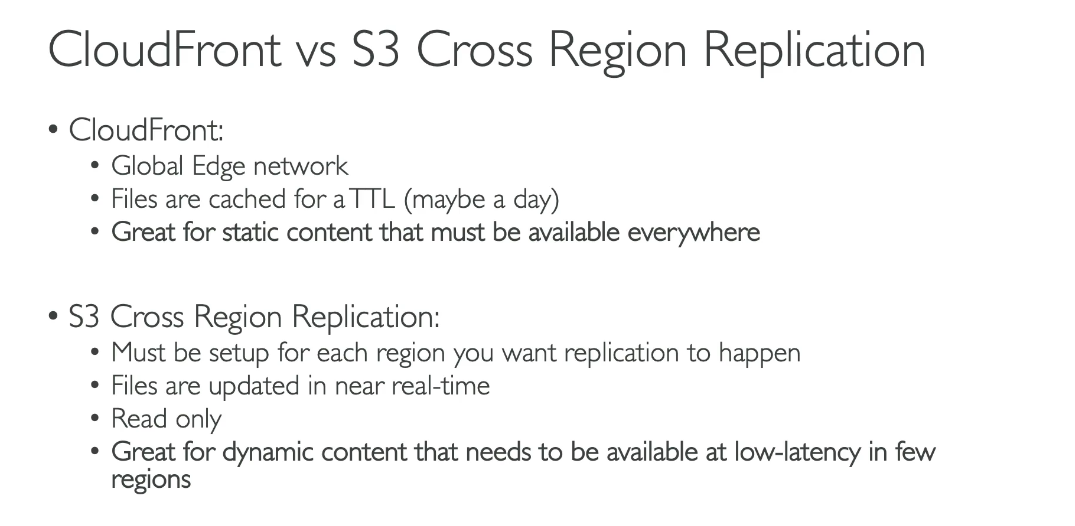 CloudFront vs S3 Cross Region Replication
• CloudFront:
• Global Edge network
• Files are cached for a TTL (maybe a day)
• Great for static content that must be available everywhere
• S3 Cross Region Replication:
• Must be setup for each region you want replication to happen
• Files are updated in near real-time
• Read only
• Great for dynamic content that needs to be available at low-latency in few
regions